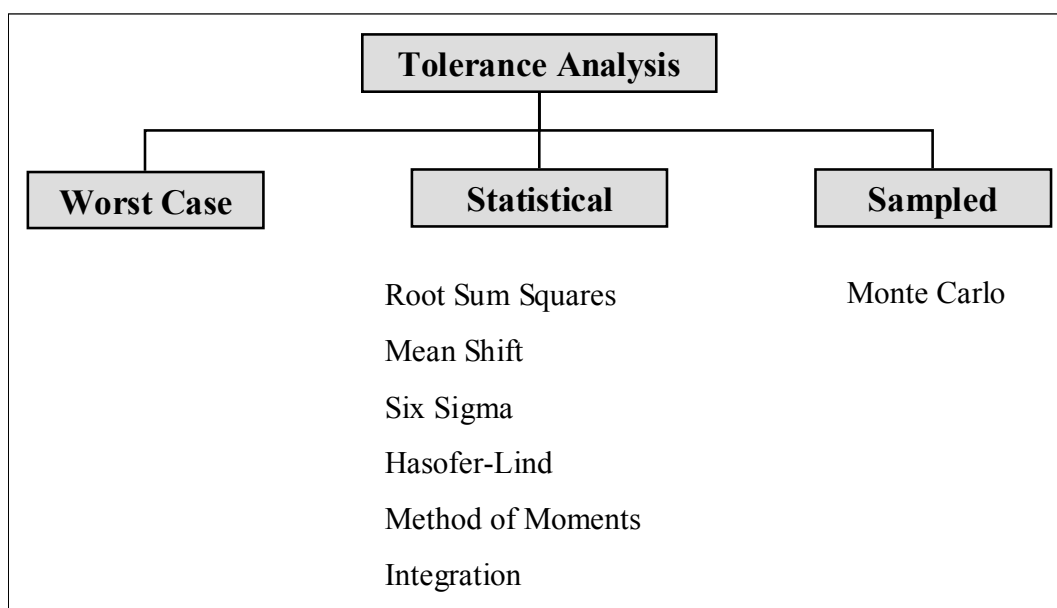 Tolerance Analysis
Worst Case
Statistical
Sampled
Root Sum Squares
Mean Shift
Six Sigma
Hasofer-Lind
Method of Moments
Integration
Monte Carlo